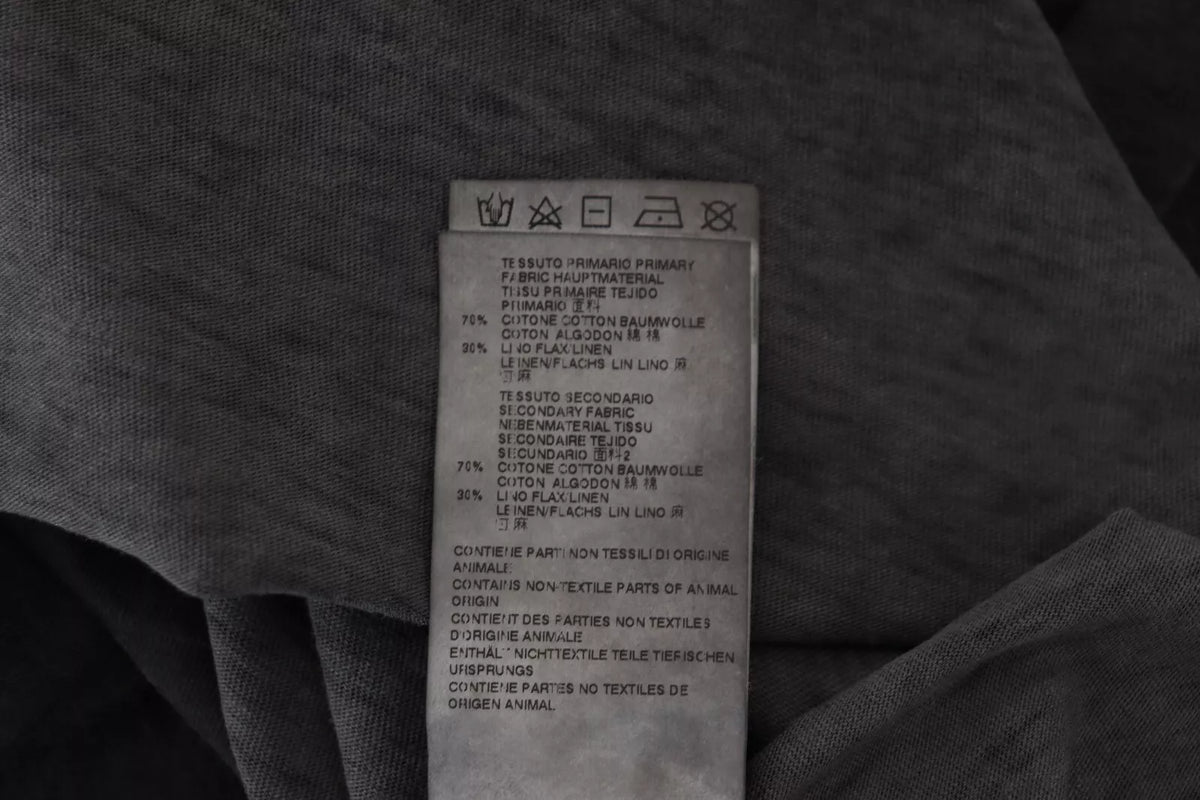 TESSUTO PRIMARIO PRIMARY
FABRIC HAUPTMATERIAL
TISSU PRIMAIRE TEJIDO
PRIMARIO 面料
70% COTONE COTTON BAUMWOLLE
COTON ALGODON 綿 棉
30% LINO FLAX/LINEN
LEINEN/FLACHS LIN LINO 麻
麻
TESSUTO SECONDARIO
SECONDARY FABRIC
NEBENMATERIAL TISSU
SECONDAIRE TEJIDO
SECUNDARIO 面料2
70% COTONE COTTON BAUMWOLLE
COTON ALGODON 綿 棉
30% LINO FLAX/LINEN
LEINEN/FLACHS LIN LINO 麻
麻
CONTIENE PARTI NON TESSILI DI ORIGINE
ANIMALE
CONTAINS NON-TEXTILE PARTS OF ANIMAL
ORIGIN
CONTIENT DES PARTIES NON TEXTILES
D'ORIGINE ANIMALE
ENTHÄLT NICHTTEXTILE TEILE TIERISCHEN
URSPRUNGS
CONTIENE PARTES NO TEXTILES DE
ORIGEN ANIMAL